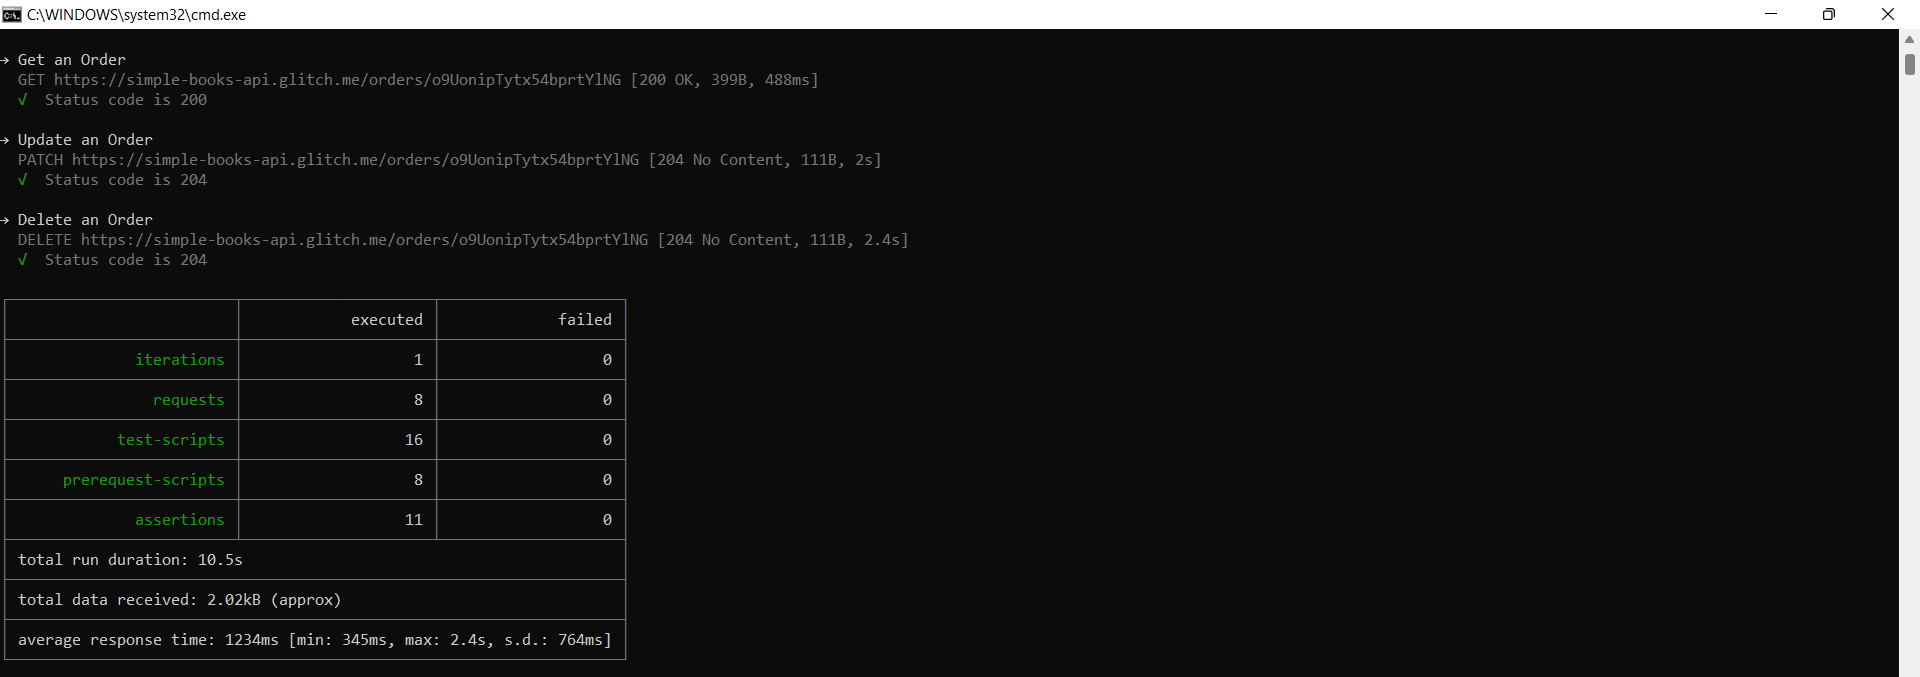 C:\WINDOWS\system32\cmd.exe
→ Get an Order
GET https://simple-books-api.glitch.me/orders/o9UonipTytx54bprtYlNG [200 OK, 399B, 488ms]
√ Status code is 200
→ Update an Order
PATCH https://simple-books-api.glitch.me/orders/o9UonipTytx54bprtYlNG [204 No Content, 111B, 2s]
√ Status code is 204
→ Delete an Order
DELETE https://simple-books-api.glitch.me/orders/o9UonipTytx54bprtYlNG [204 No Content, 111B, 2.4s]
√ Status code is 204
executed failed
iterations 1 0
requests 8 0
test-scripts 16 0
prerequest-scripts 8 0
assertions 11 0
total run duration: 10.5s
total data received: 2.02kB (approx)
average response time: 1234ms [min: 345ms, max: 2.4s, s.d.: 764ms]